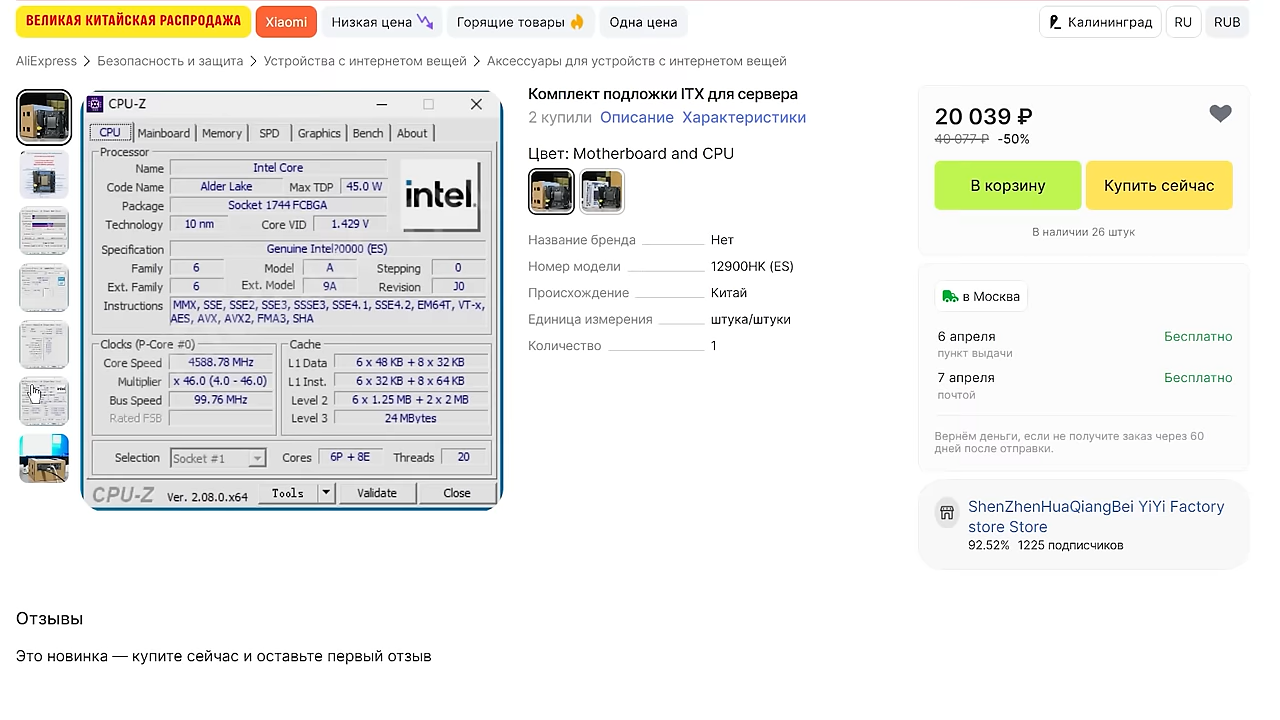 ВЕЛИКАЯ КИТАЙСКАЯ РАСПРОДАЖА
Xiaomi
Низкая цена
Горящие товары
Одна цена
Калининград
RU
RUB
AliExpress > Безопасность и защита > Устройства с интернетом вещей > Аксессуары для устройств с интернетом вещей
CPU-Z
CPU Mainboard Memory SPD Graphics Bench About
Processor
Name Intel Core
Code Name Alder Lake Max TDP 45.0 W
Package Socket 1744 FCBGA
Technology 10 nm Core VID 1.429 V
intel.
Specification Genuine Intel?0000 (ES)
Family 6 Model A Stepping 0
Ext. Family 6 Ext. Model 9A Revision J0
Instructions MMX, SSE, SSE2, SSE3, SSSE3, SSE4.1, SSE4.2, EM64T, VT-x,
AES, AVX, AVX2, FMA3, SHA
Clocks (P-Core #0)
Core Speed 4588.78 MHz
Multiplier x 46.0 (4.0 - 46.0)
Bus Speed 99.76 MHz
Rated FSB
Cache
L1 Data 6 x 48 KB + 8 x 32 KB
L1 Inst. 6 x 32 KB + 8 x 64 KB
Level 2 6 x 1.25 MB + 2 x 2 MB
Level 3 24 MBytes
Selection Socket #1 Cores 6P + 8E Threads 20
CPU-Z Ver. 2.08.0.x64 Tools Validate Close
Комплект подложки ITX для сервера
2 купили Описание Характеристики
Цвет: Motherboard and CPU
Название бренда Нет
Номер модели 12900HK (ES)
Происхождение Китай
Единица измерения штука/штуки
Количество 1
20 039 ₽
40 077 ₽ -50%
В корзину
Купить сейчас
В наличии 26 штук
в Москва
6 апреля Бесплатно
пункт выдачи
7 апреля Бесплатно
почтой
Вернём деньги, если не получите заказ через 60
дней после отправки.
ShenZhenHuaQiangBei YiYi Factory
store Store
92.52% 1225 подписчиков
Отзывы
Это новинка — купите сейчас и оставьте первый отзыв